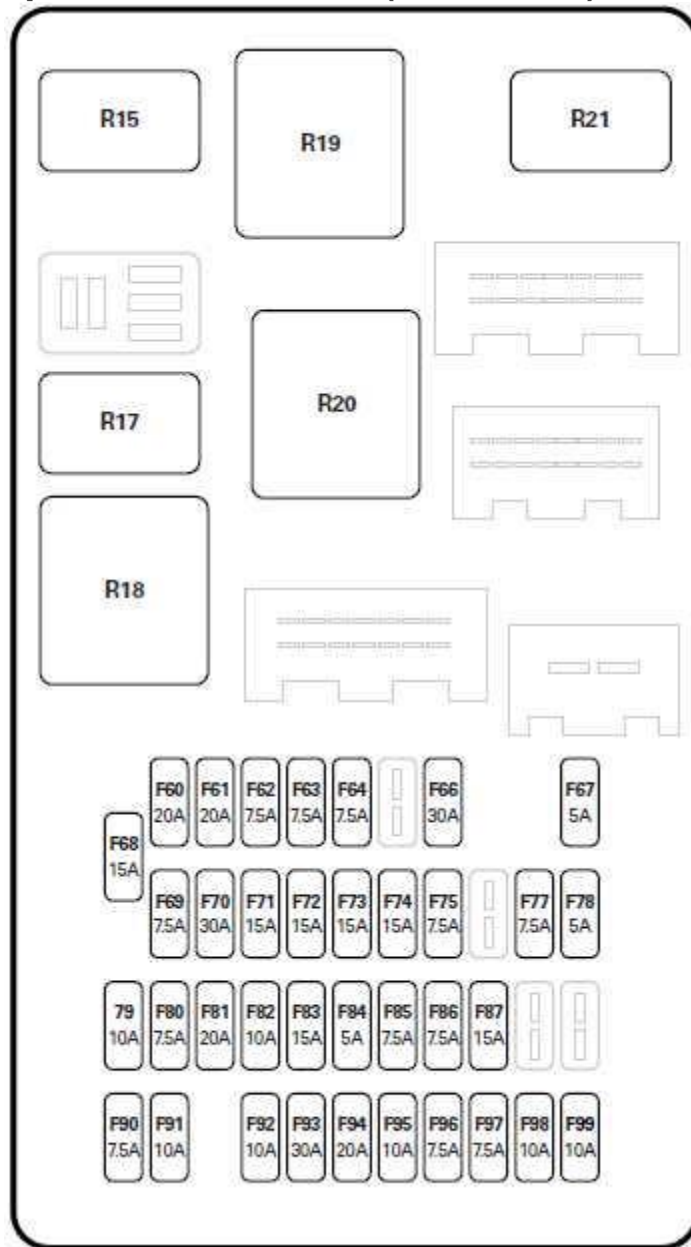 R15
R19
R21
R17
R20
R18
F60 F61 F62 F63 F64 F66 F67
20A 20A 7.5A 7.5A 7.5A 30A 5A
F68
15A
F69 F70 F71 F72 F73 F74 F75 F77 F78
7.5A 30A 15A 15A 15A 15A 7.5A 7.5A 5A
79 F80 F81 F82 F83 F84 F85 F86 F87
10A 7.5A 20A 10A 15A 5A 7.5A 7.5A 15A
F90 F91 F92 F93 F94 F95 F96 F97 F98 F99
7.5A 10A 10A 30A 20A 10A 7.5A 7.5A 10A 10A